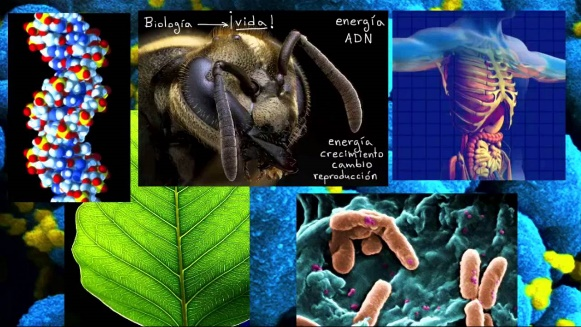 Biología → ¡vida!
energía
ADN
energía
crecimiento
cambio
reproducción